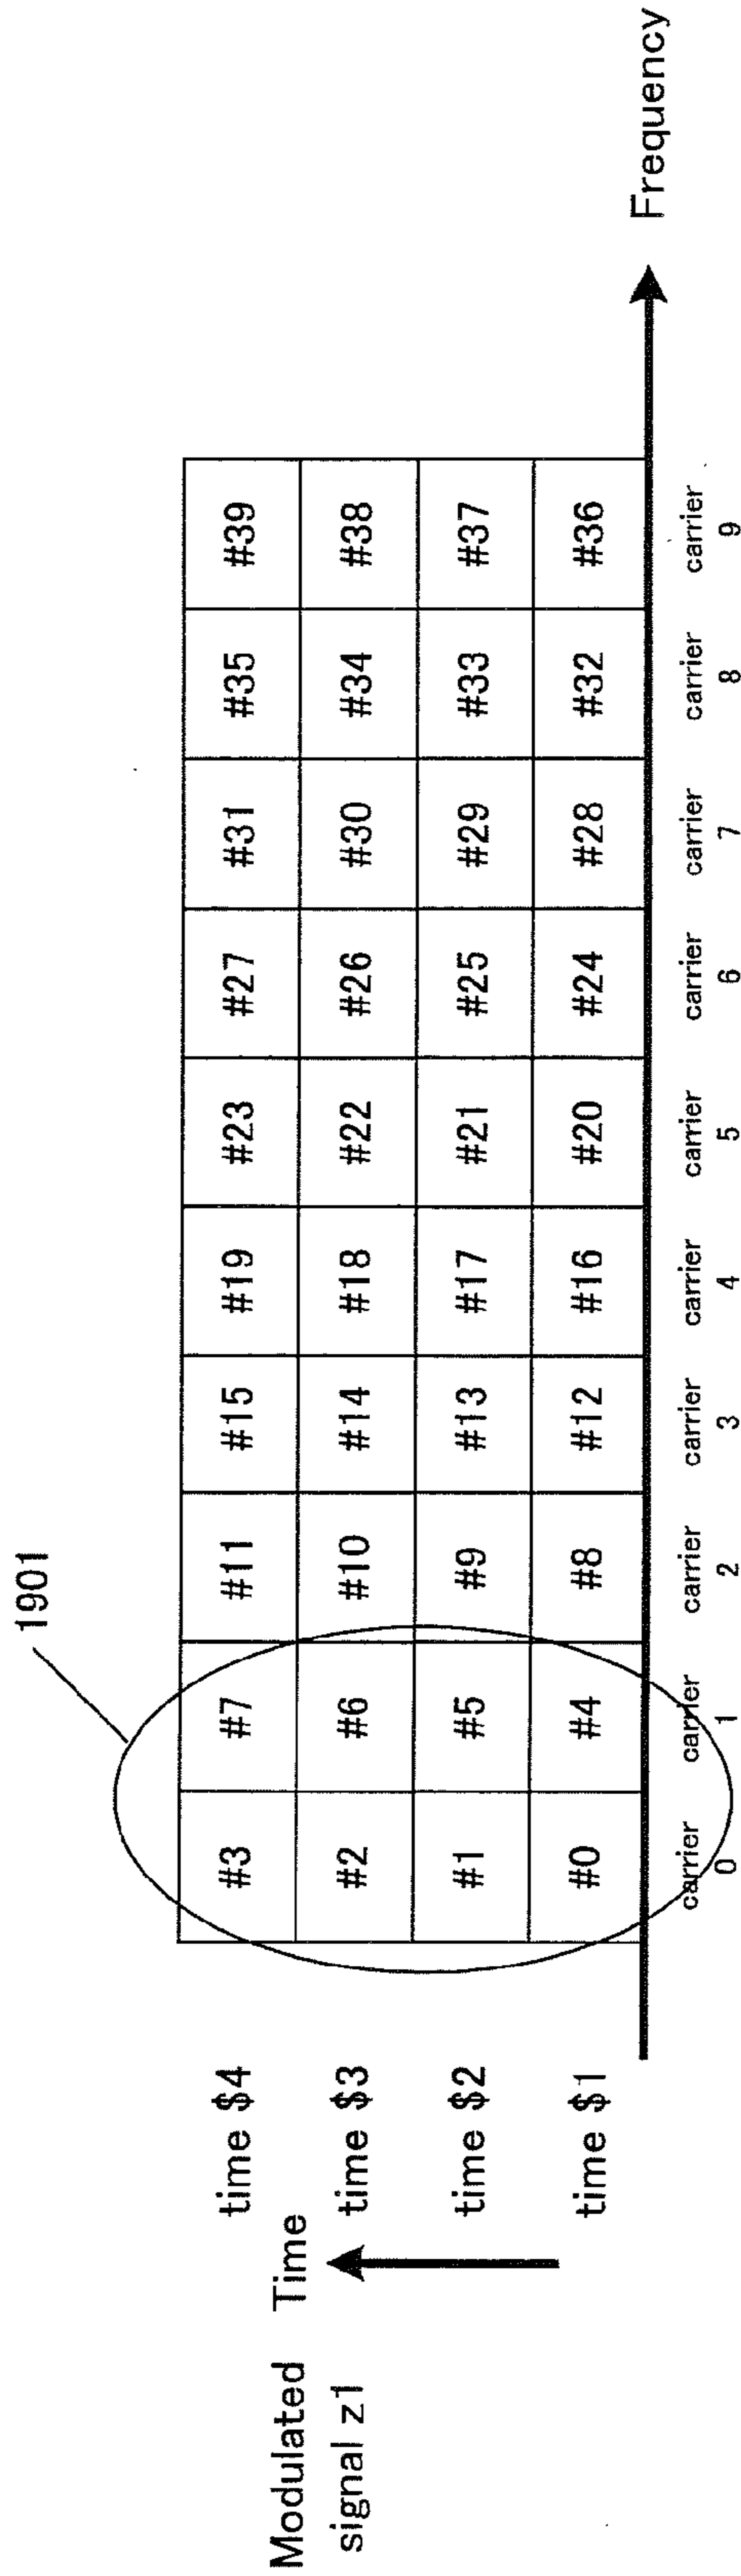 1901
Modulated
signal z1
Time
time $4 #3 #7 #11 #15 #19 #23 #27 #31 #35 #39
time $3 #2 #6 #10 #14 #18 #22 #26 #30 #34 #38
time $2 #1 #5 #9 #13 #17 #21 #25 #29 #33 #37
time $1 #0 #4 #8 #12 #16 #20 #24 #28 #32 #36
Frequency
carrier carrier carrier carrier carrier carrier carrier carrier carrier carrier
0 1 2 3 4 5 6 7 8 9